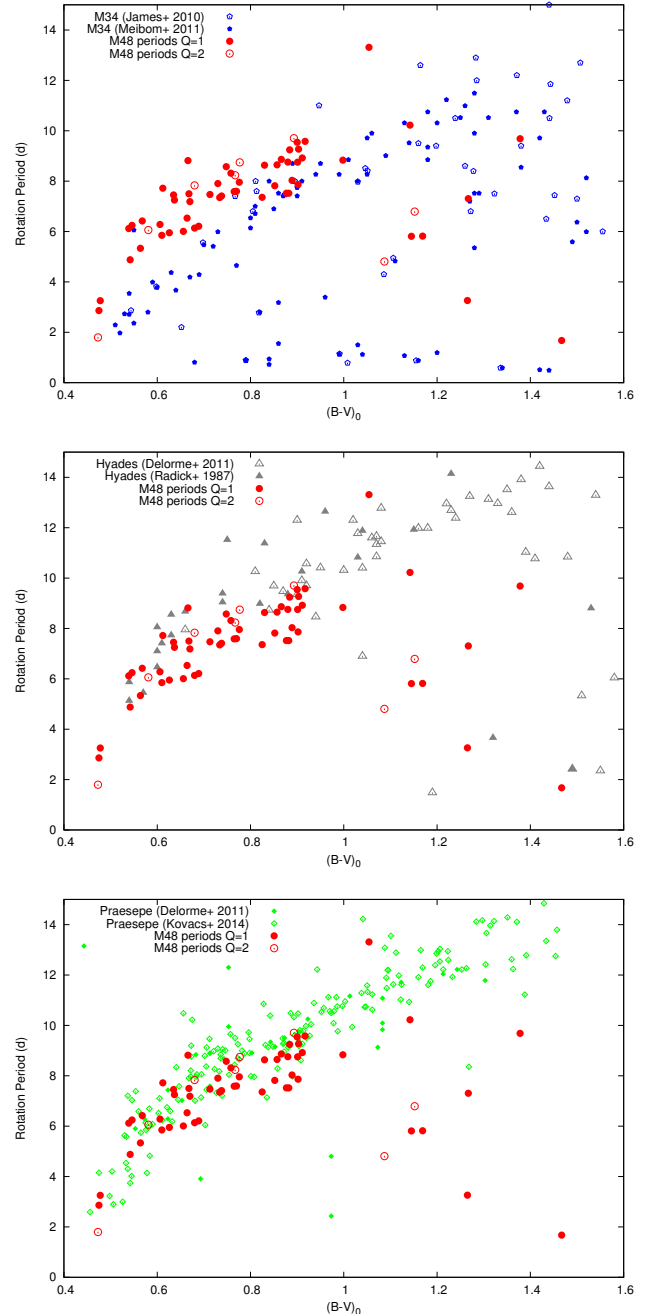 M34 (James+ 2010)
M34 (Meibom+ 2011)
M48 periods Q=1
M48 periods Q=2
14
12
10
8
6
4
2
0
Rotation Period (d)
0.4 0.6 0.8 1 1.2 1.4 1.6
(B-V)0
Hyades (Delorme+ 2011)
Hyades (Radick+ 1987)
M48 periods Q=1
M48 periods Q=2
14
12
10
8
6
4
2
0
Rotation Period (d)
0.4 0.6 0.8 1 1.2 1.4 1.6
(B-V)0
Praesepe (Delorme+ 2011)
Praesepe (Kovacs+ 2014)
M48 periods Q=1
M48 periods Q=2
14
12
10
8
6
4
2
0
Rotation Period (d)
0.4 0.6 0.8 1 1.2 1.4 1.6
(B-V)0